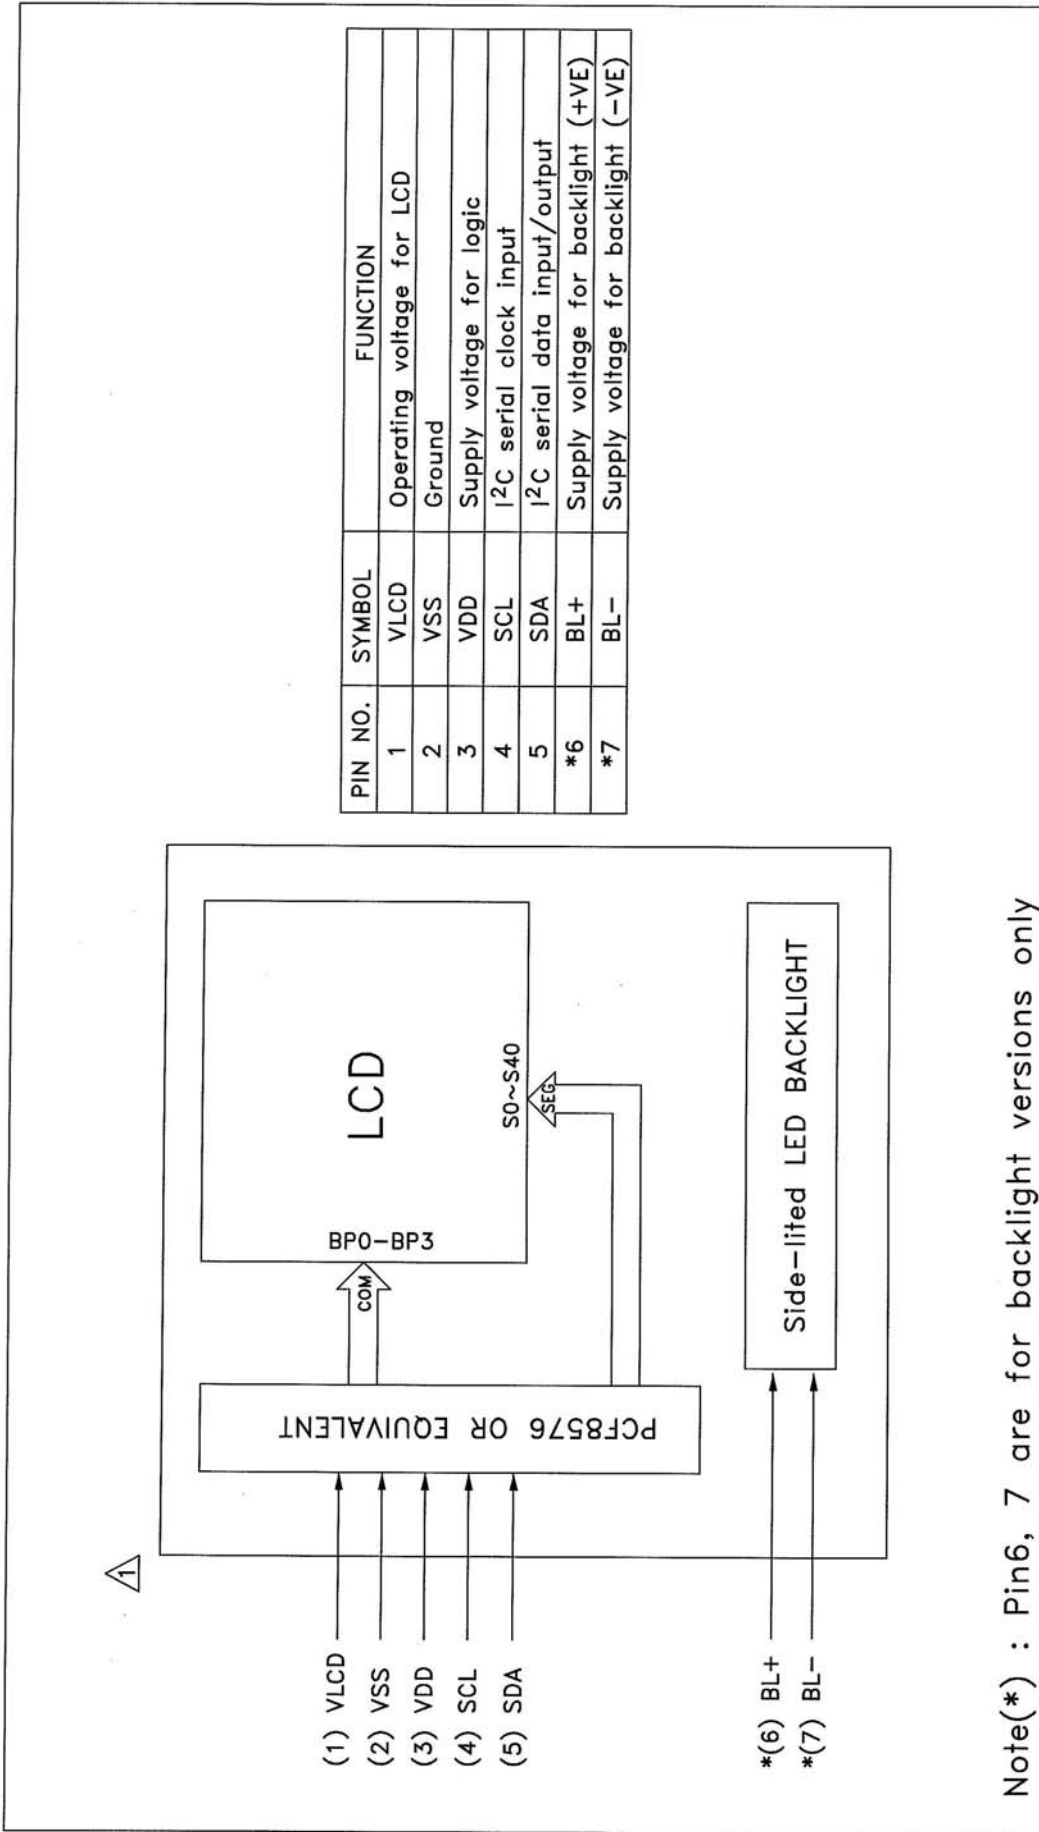 1
(1) VLCD
(2) VSS
(3) VDD
(4) SCL
(5) SDA
*(6) BL+
*(7) BL-
PCF8576 OR EQUIVALENT
COM
BP0-BP3
LCD
S0~S40
SEG
Side-lited LED BACKLIGHT
PIN NO. SYMBOL FUNCTION
1 VLCD Operating voltage for LCD
2 VSS Ground
3 VDD Supply voltage for logic
4 SCL I²C serial clock input
5 SDA I²C serial data input/output
*6 BL+ Supply voltage for backlight (+VE)
*7 BL- Supply voltage for backlight (-VE)
Note(*) : Pin6, 7 are for backlight versions only